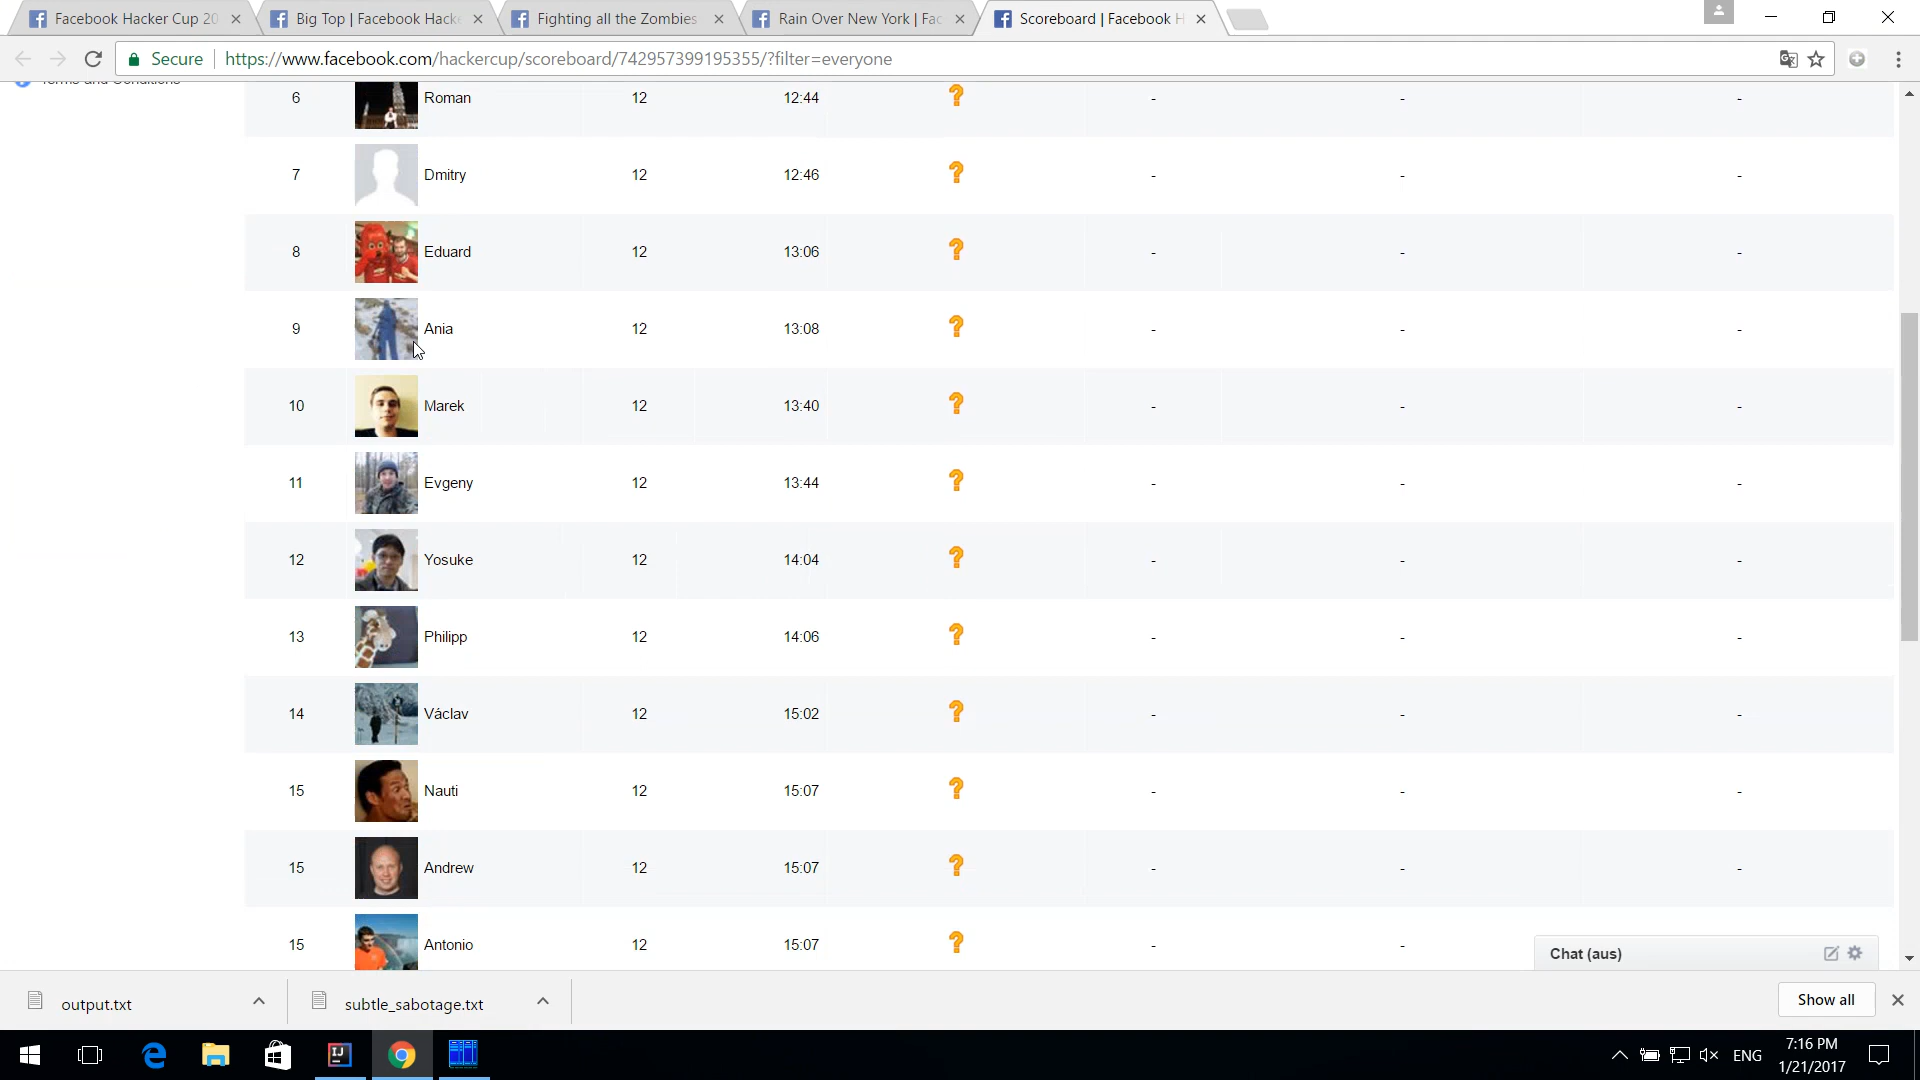 Facebook Hacker Cup 20
Big Top | Facebook Hacke
Fighting all the Zombies
Rain Over New York | Fac
Scoreboard | Facebook H
Secure https://www.facebook.com/hackercup/scoreboard/742957399195355/?filter=everyone
Terms and Conditions
6 Roman 12 12:44 ? - - -
7 Dmitry 12 12:46 ? - - -
8 Eduard 12 13:06 ? - - -
9 Ania 12 13:08 ? - - -
10 Marek 12 13:40 ? - - -
11 Evgeny 12 13:44 ? - - -
12 Yosuke 12 14:04 ? - - -
13 Philipp 12 14:06 ? - - -
14 Václav 12 15:02 ? - - -
15 Nauti 12 15:07 ? - - -
15 Andrew 12 15:07 ? - - -
15 Antonio 12 15:07 ? - -
Chat (aus)
output.txt
subtle_sabotage.txt
Show all
IJ
ENG
7:16 PM
1/21/2017